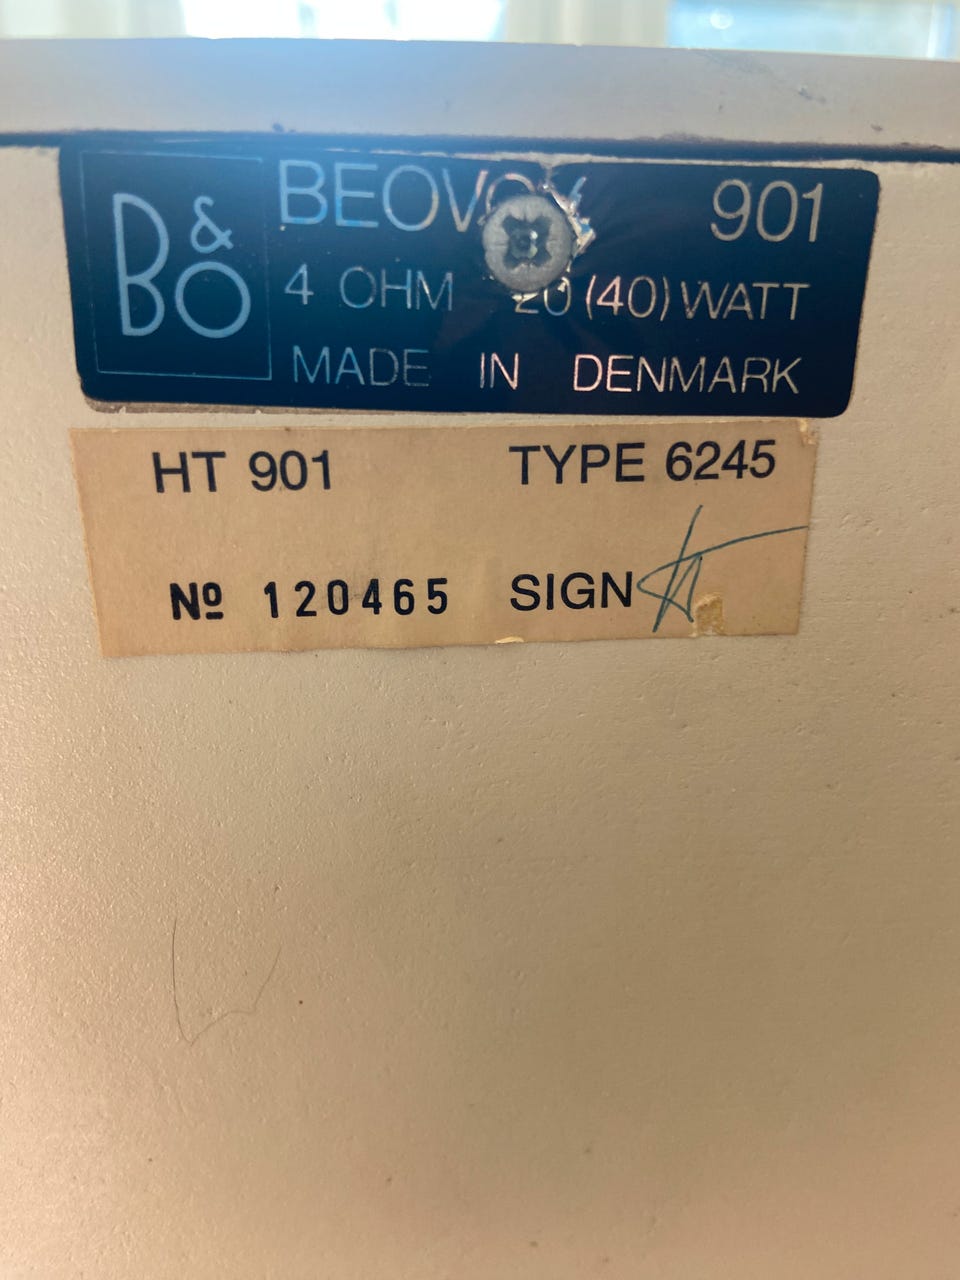 B&O
BEOVOX 901
4 OHM 20 (40) WATT
MADE IN DENMARK
HT 901 TYPE 6245
Nº 120465 SIGN